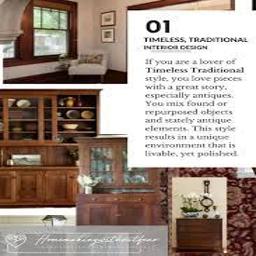 01
TIMELESS, TRADITIONAL
INTERIOR DESIGN
If you are a lover of
Timeless Traditional
style, you love pieces
with a great story,
especially antiques.
You mix found or
repurposed objects
and stately antique
elements. This style
results in a unique
environment that is
livable, yet polished.